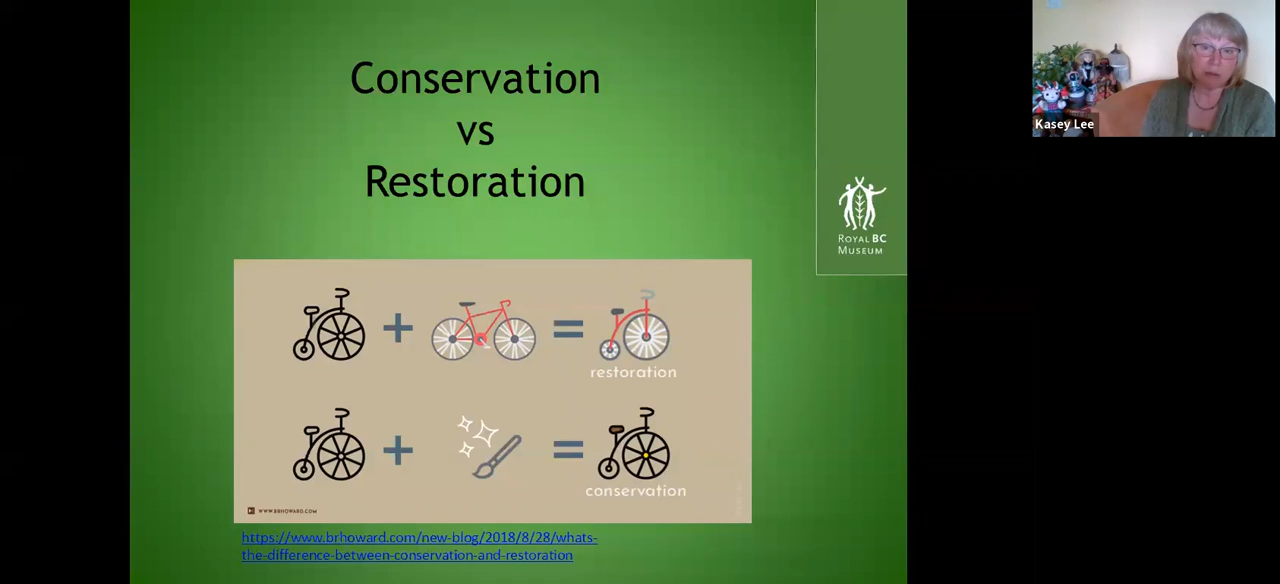 Conservation
vs
Restoration
Kasey Lee
ROYAL BC
MUSEUM
restoration
conservation
WWW.BRHOWARD.COM
https://www.brhoward.com/new-blog/2018/8/28/whats-
the-difference-between-conservation-and-restoration